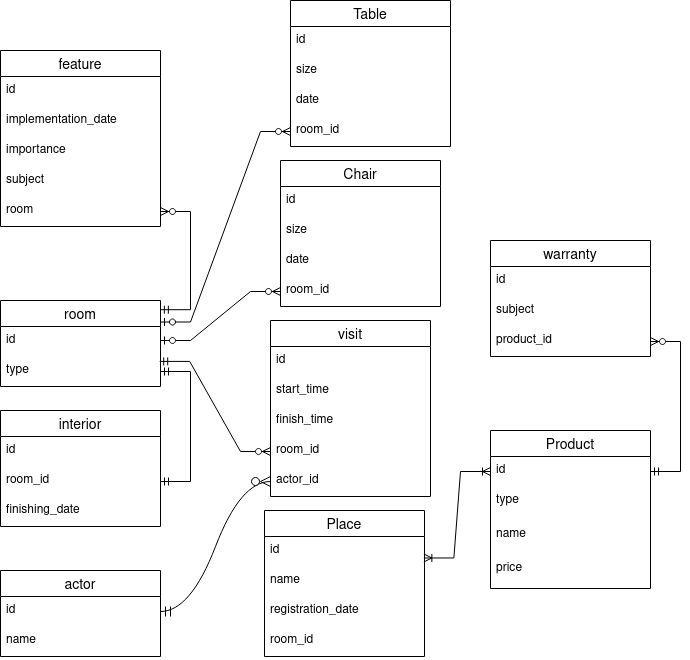 Table
id
size
date
room_id
feature
id
implementation_date
importance
subject
room
Chair
id
size
date
room_id
warranty
id
subject
product_id
room
id
type
visit
id
start_time
finish_time
room_id
actor_id
interior
id
room_id
finishing_date
Product
id
type
name
price
Place
id
name
registration_date
room_id
actor
id
name